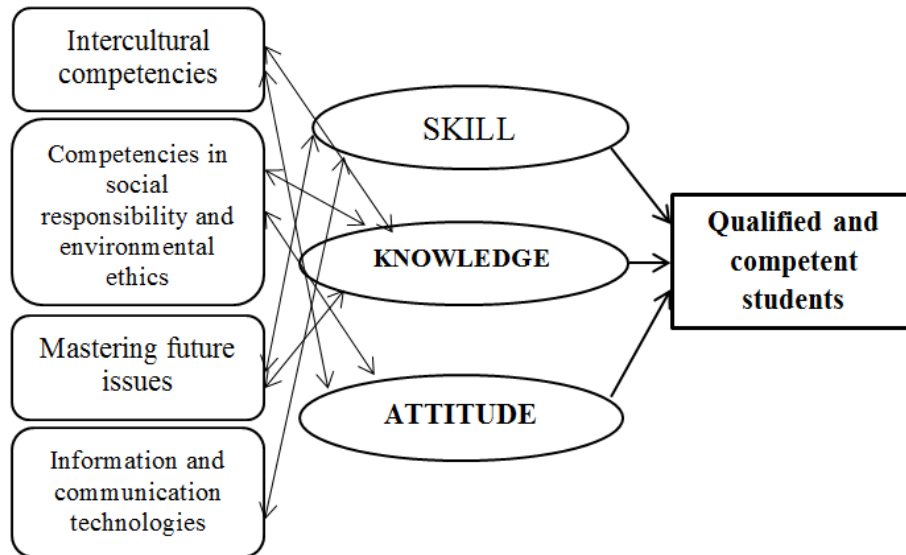 Intercultural
competencies
Competencies in
social
responsibility and
environmental
ethics
Mastering future
issues
Information and
communication
technologies
SKILL
KNOWLEDGE
ATTITUDE
Qualified and
competent
students